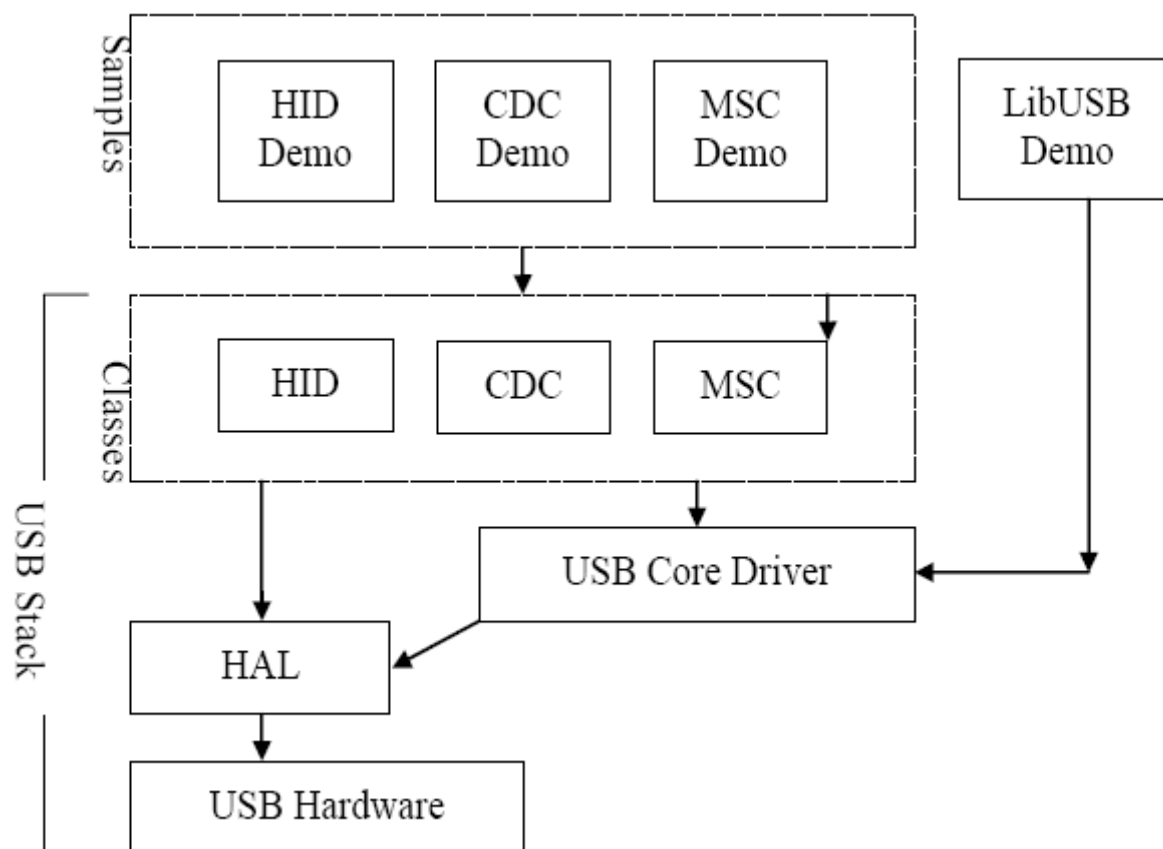 Samples
HID
Demo
CDC
Demo
MSC
Demo
LibUSB
Demo
Classes
HID
CDC
MSC
USB Stack
USB Core Driver
HAL
USB Hardware